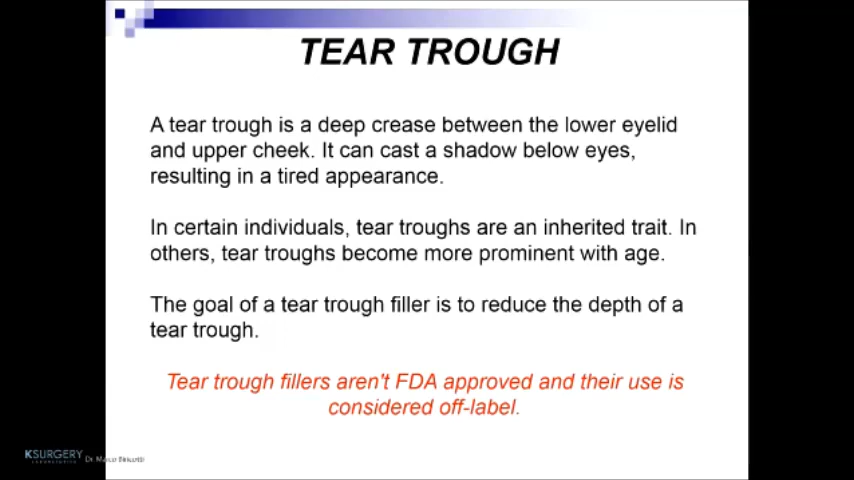 TEAR TROUGH
A tear trough is a deep crease between the lower eyelid
and upper cheek. It can cast a shadow below eyes,
resulting in a tired appearance.
In certain individuals, tear troughs are an inherited trait. In
others, tear troughs become more prominent with age.
The goal of a tear trough filler is to reduce the depth of a
tear trough.
Tear trough fillers aren't FDA approved and their use is
considered off-label.
KSURGERY
Dr. Marco